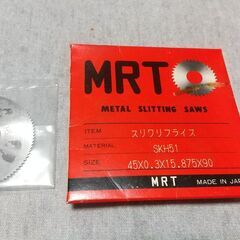 MRT
METAL SLITTING SAWS
ITEM スリワリフライス
MATERIAL SKH51
SIZE 45X0.3X15.875X90
MRT MADE IN JAPAN